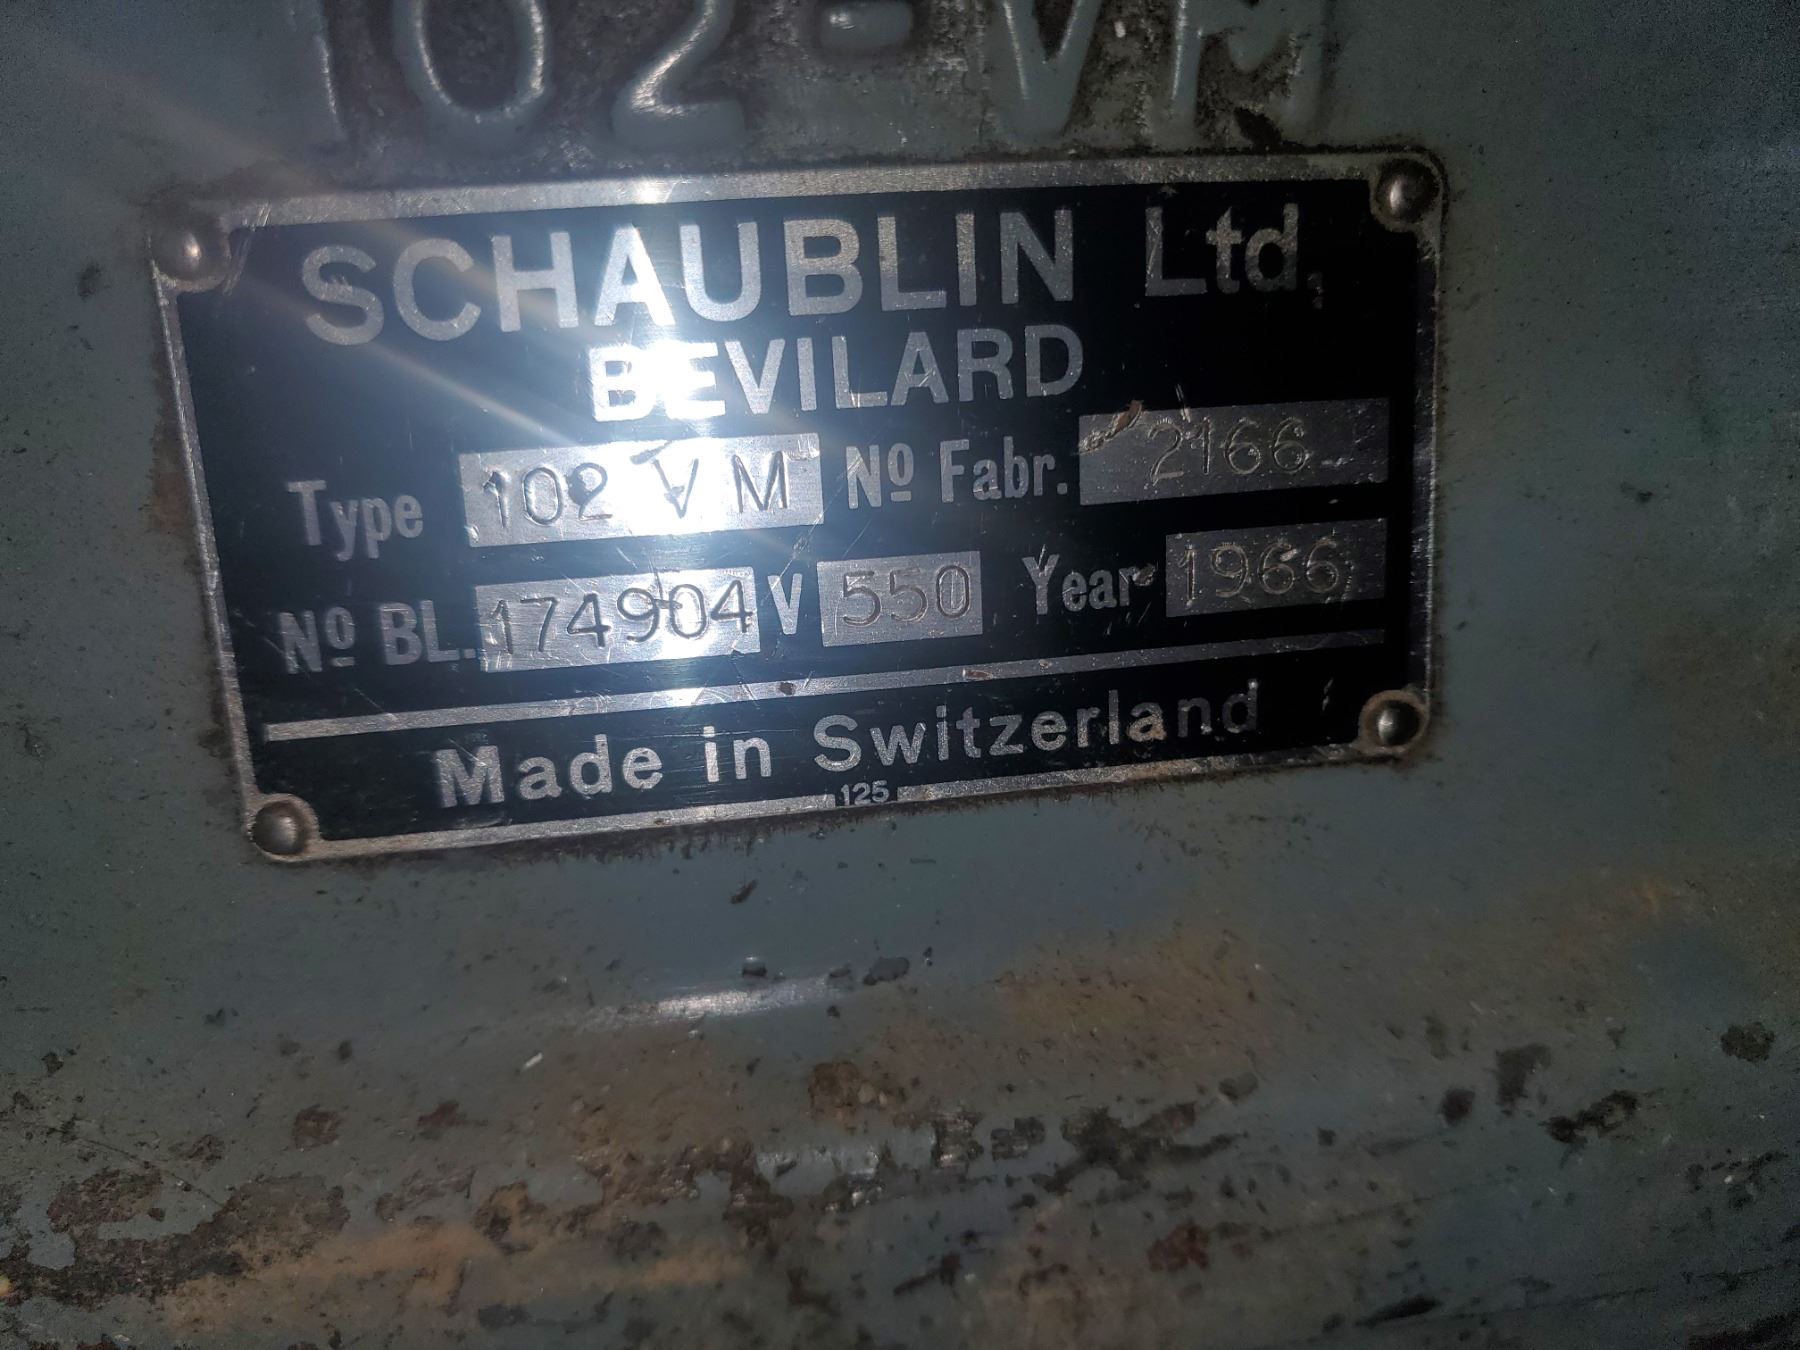 102-VM
SCHAUBLIN Ltd,
BEVILARD
Type 102 VM Nº Fabr. 2166
Nº BL. 174904 V 550 Year 1966
Made in Switzerland
125